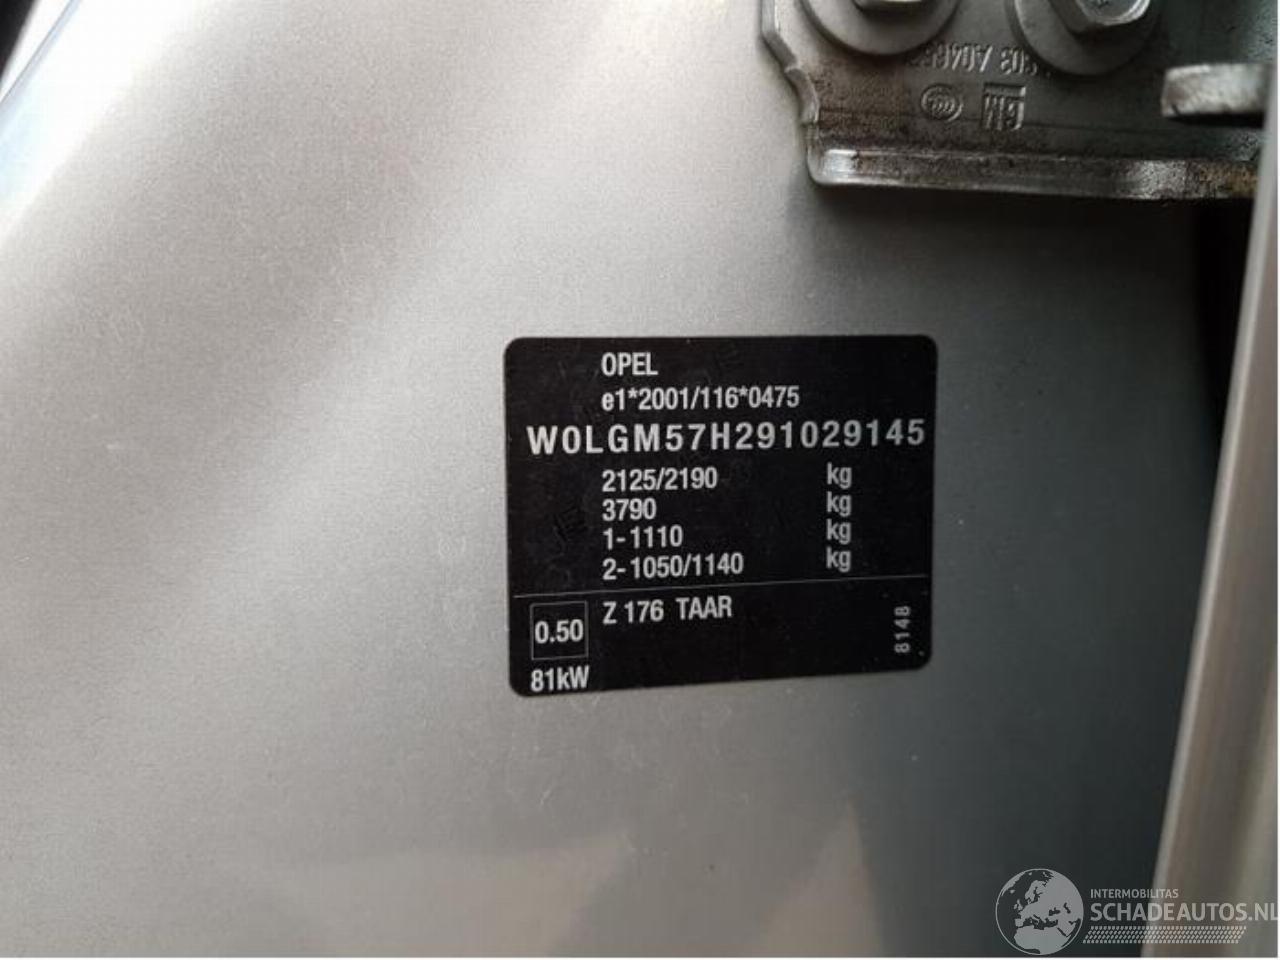 GM
OPEL
e1*2001/116*0475
W0LGM57H291029145
2125/2190 kg
3790 kg
1-1110 kg
2-1050/1140 kg
0.50 Z 176 TAAR
81kW
8148
INTERMOBILITAS
SCHADEAUTOS.NL